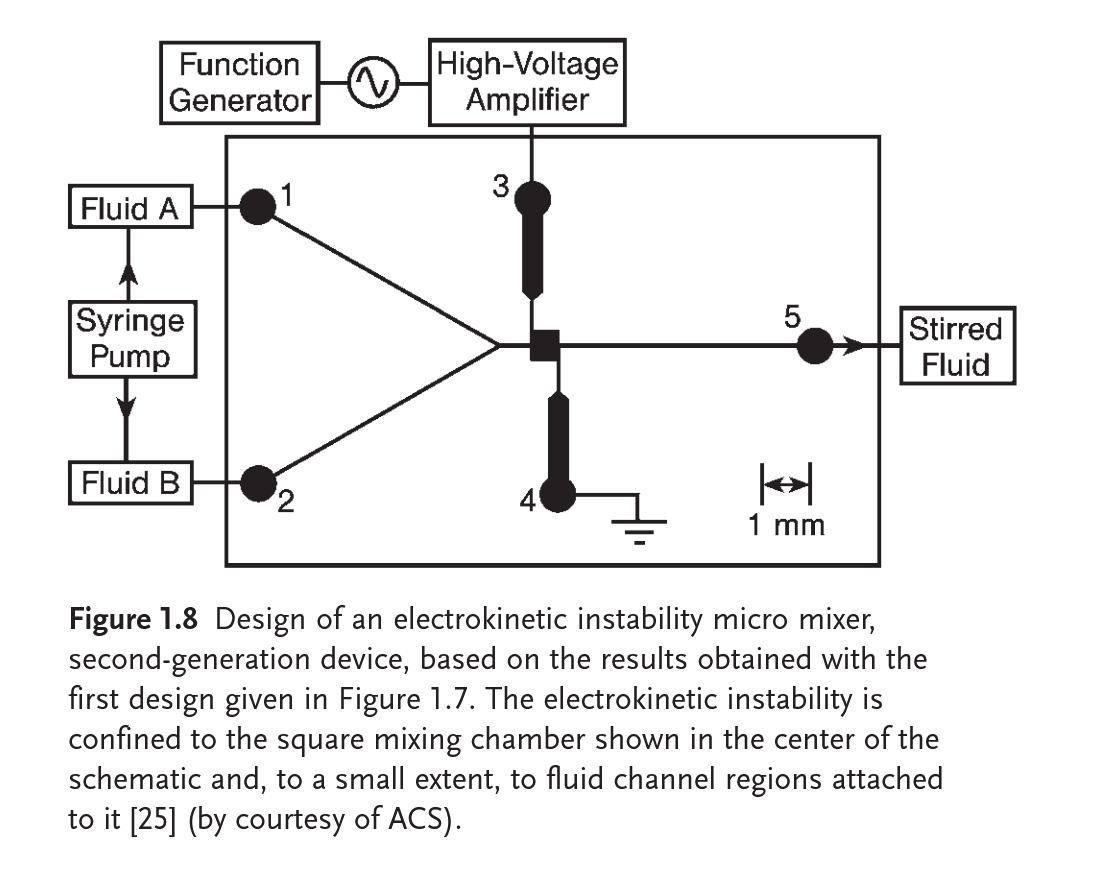 Function
Generator
High-Voltage
Amplifier
3
1
Fluid A
Syringe
Pump
5
Stirred
Fluid
Fluid B
2
4
1 mm
Figure 1.8 Design of an electrokinetic instability micro mixer,
second-generation device, based on the results obtained with the
first design given in Figure 1.7. The electrokinetic instability is
confined to the square mixing chamber shown in the center of the
schematic and, to a small extent, to fluid channel regions attached
to it [25] (by courtesy of ACS).